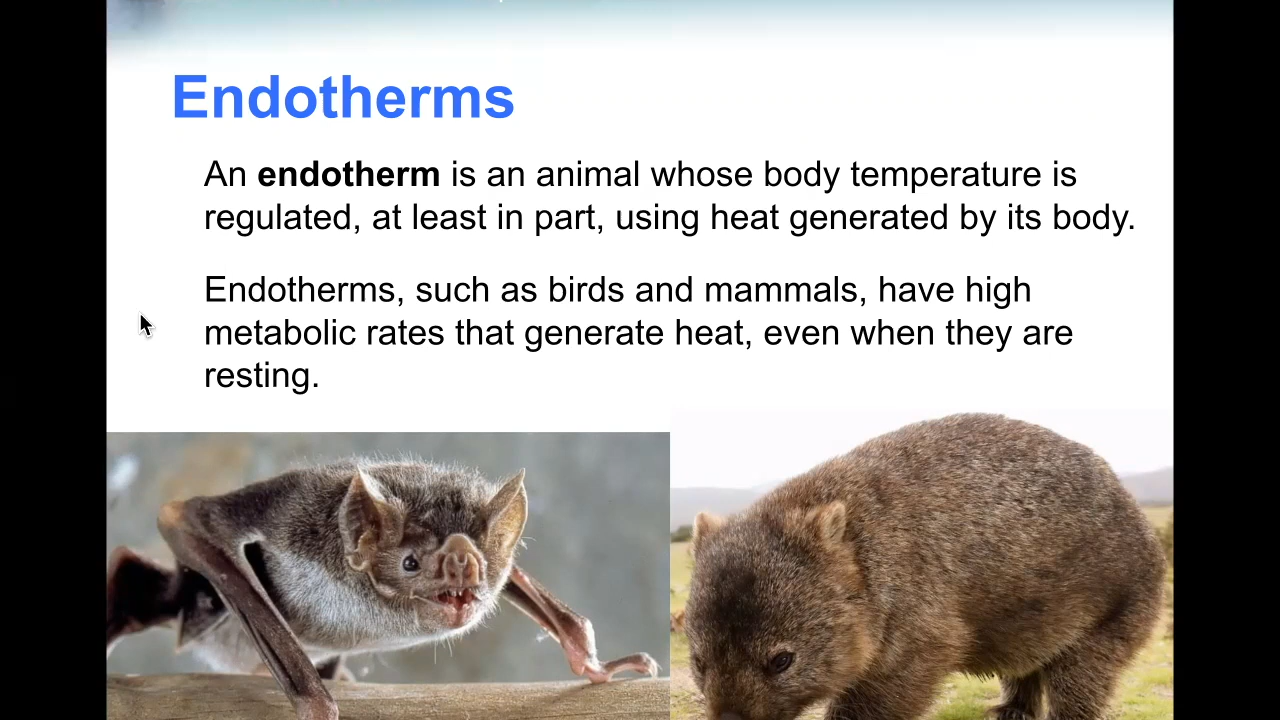 Endotherms
An endotherm is an animal whose body temperature is
regulated, at least in part, using heat generated by its body.
Endotherms, such as birds and mammals, have high
metabolic rates that generate heat, even when they are
resting.